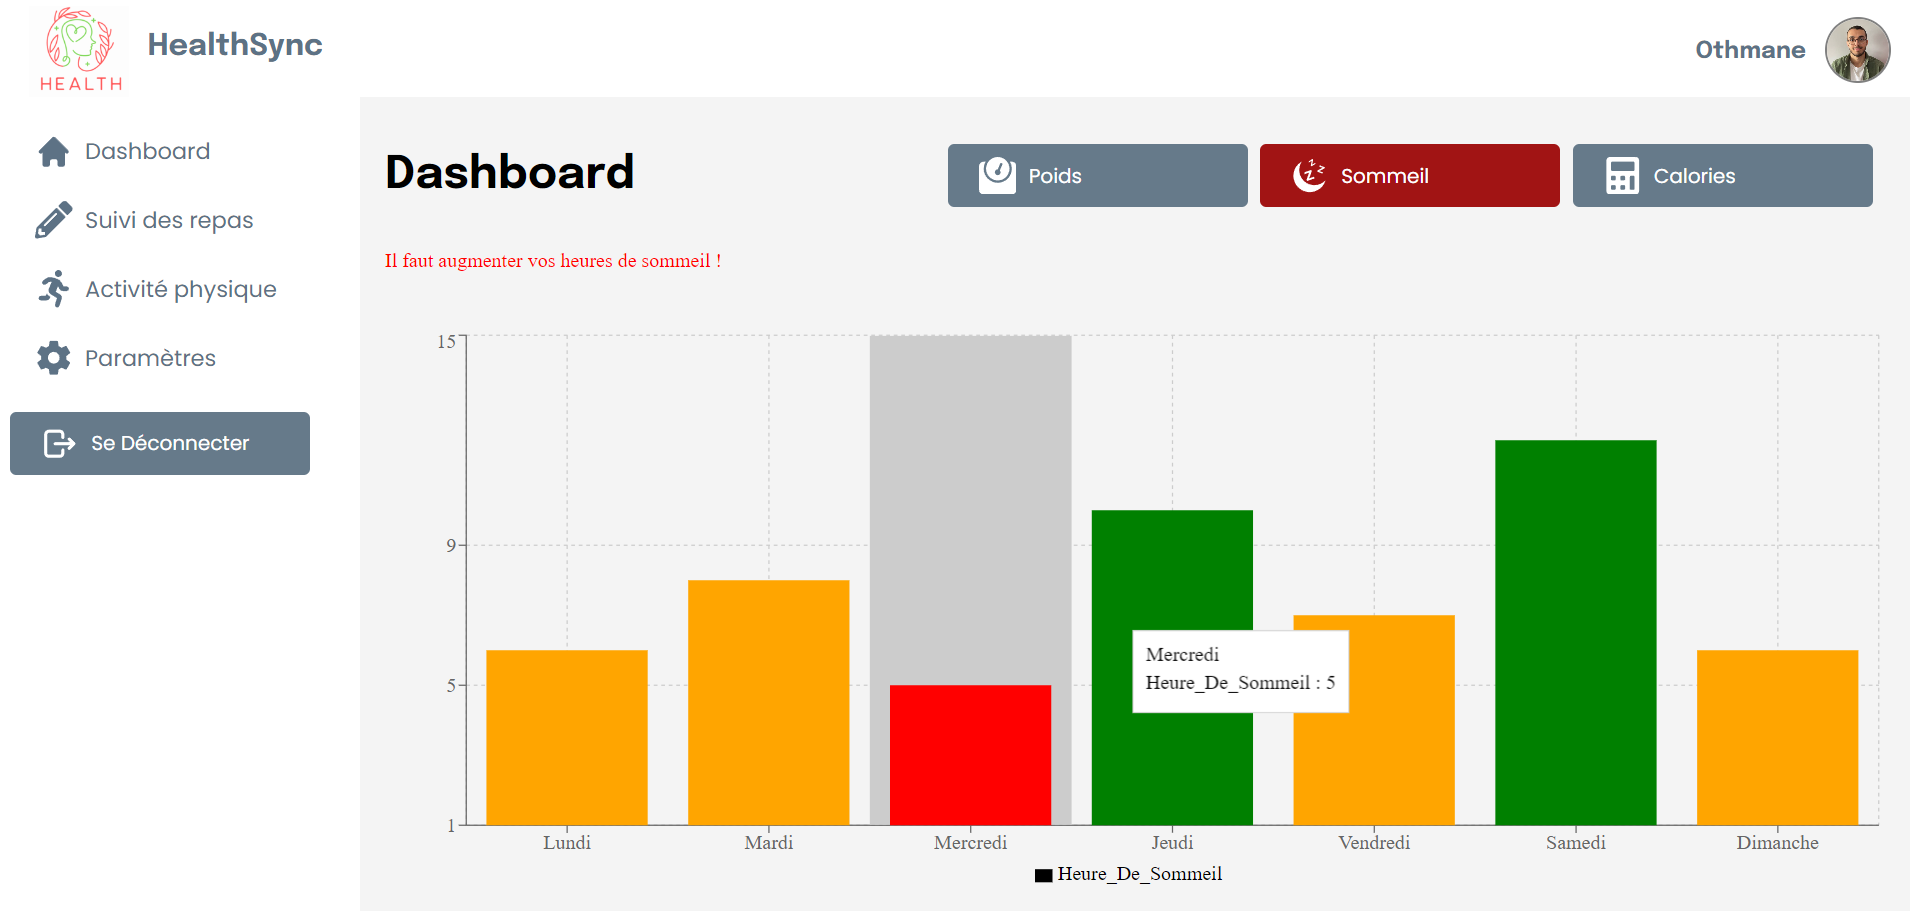 HEALTH
HealthSync
Othmane
Dashboard
Suivi des repas
Activité physique
Paramètres
Se Déconnecter
Dashboard
Poids
Sommeil
Calories
Il faut augmenter vos heures de sommeil !
15
9
5
1
Mercredi
Heure_De_Sommeil : 5
Lundi
Mardi
Mercredi
Jeudi
Vendredi
Samedi
Dimanche
Heure_De_Sommeil